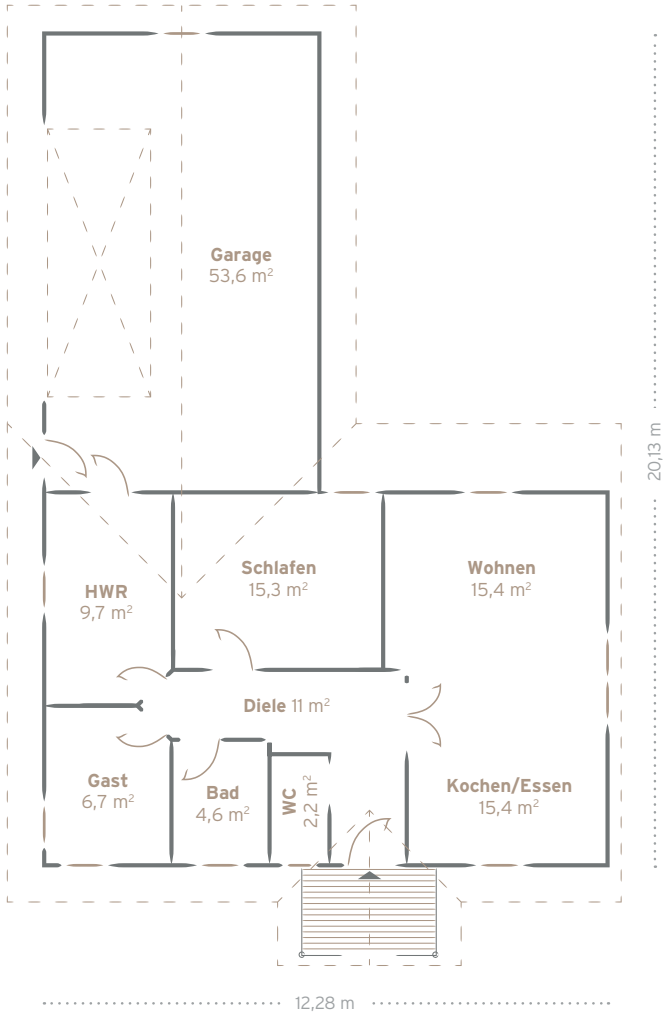 Garage
53,6 m²
20,13 m
Schlafen
15,3 m²
Wohnen
15,4 m²
HWR
9,7 m²
Diele 11 m²
Gast
6,7 m²
Bad
4,6 m²
WC
2,2 m²
Kochen/Essen
15,4 m²
12,28 m